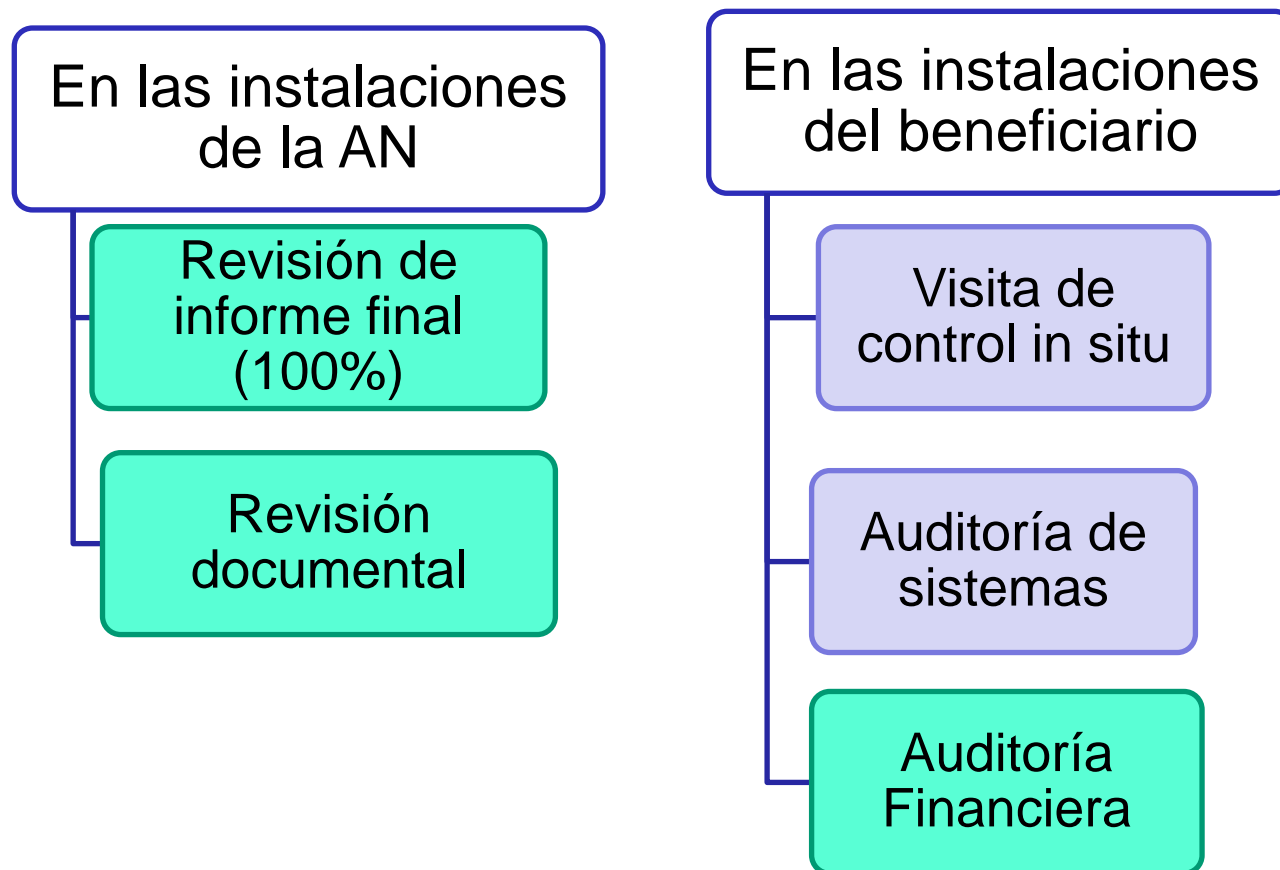 En las instalaciones
de la AN
Revisión de
informe final
(100%)
Revisión
documental
En las instalaciones
del beneficiario
Visita de
control in situ
Auditoría de
sistemas
Auditoría
Financiera